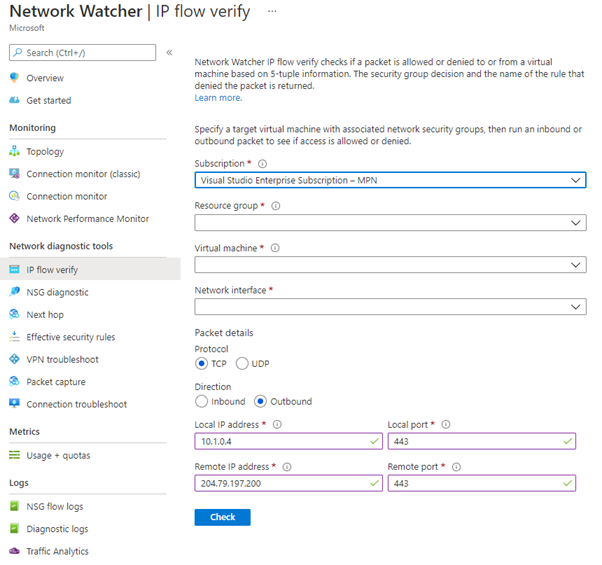 Network Watcher | IP flow verify ...
Microsoft
Search (Ctrl+/)
«
Overview
Get started
Monitoring
Topology
Connection monitor (classic)
Connection monitor
Network Performance Monitor
Network diagnostic tools
IP flow verify
NSG diagnostic
Next hop
Effective security rules
VPN troubleshoot
Packet capture
Connection troubleshoot
Metrics
Usage + quotas
Logs
NSG flow logs
Diagnostic logs
Traffic Analytics
Network Watcher IP flow verify checks if a packet is allowed or denied to or from a virtual
machine based on 5-tuple information. The security group decision and the name of the rule that
denied the packet is returned.
Learn more.
Specify a target virtual machine with associated network security groups, then run an inbound or
outbound packet to see if access is allowed or denied.
Subscription *
Visual Studio Enterprise Subscription – MPN
Resource group *
Virtual machine *
Network interface *
Packet details
Protocol
TCP UDP
Direction
Inbound Outbound
Local IP address * Local port *
10.1.0.4 443
Remote IP address * Remote port *
204.79.197.200 443
Check